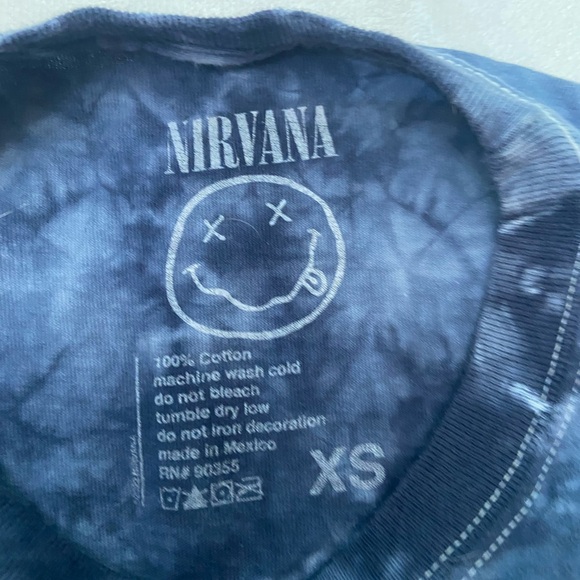 NIRVANA
100% Cotton
machine wash cold
do not bleach
tumble dry low
do not iron decoration
made in Mexico
RN# 90355
XS